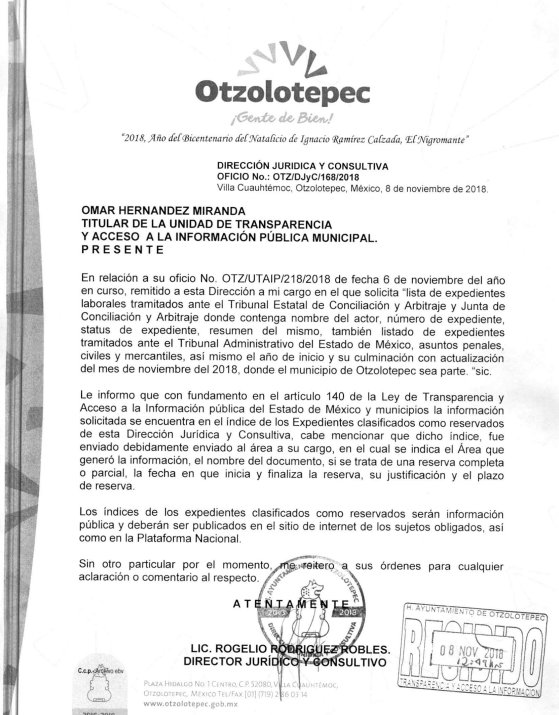 Otzolotepec
¡Gente de Bien!
"2018, Año del Bicentenario del Natalicio de Ignacio Ramírez Calzada, El Nigromante"
DIRECCIÓN JURIDICA Y CONSULTIVA
OFICIO No.: OTZ/DJyC/168/2018
Villa Cuauhtémoc, Otzolotepec, México, 8 de noviembre de 2018.
OMAR HERNANDEZ MIRANDA
TITULAR DE LA UNIDAD DE TRANSPARENCIA
Y ACCESO A LA INFORMACIÓN PÚBLICA MUNICIPAL.
P R E S E N T E
En relación a su oficio No. OTZ/UTAIP/218/2018 de fecha 6 de noviembre del año
en curso, remitido a esta Dirección a mi cargo en el que solicita "lista de expedientes
laborales tramitados ante el Tribunal Estatal de Conciliación y Arbitraje y Junta de
Conciliación y Arbitraje donde contenga nombre del actor, número de expediente,
status de expediente, resumen del mismo, también listado de expedientes
tramitados ante el Tribunal Administrativo del Estado de México, asuntos penales,
civiles y mercantiles, así mismo el año de inicio y su culminación con actualización
del mes de noviembre del 2018, donde el municipio de Otzolotepec sea parte. "sic.
Le informo que con fundamento en el artículo 140 de la Ley de Transparencia y
Acceso a la Información pública del Estado de México y municipios la información
solicitada se encuentra en el índice de los Expedientes clasificados como reservados
de esta Dirección Jurídica y Consultiva, cabe mencionar que dicho índice, fue
enviado debidamente enviado al área a su cargo, en el cual se indica el Área que
generó la información, el nombre del documento, si se trata de una reserva completa
o parcial, la fecha en que inicia y finaliza la reserva, su justificación y el plazo
de reserva.
Los índices de los expedientes clasificados como reservados serán información
pública y deberán ser publicados en el sitio de internet de los sujetos obligados, así
como en la Plataforma Nacional.
Sin otro particular por el momento, me reitero a sus órdenes para cualquier
aclaración o comentario al respecto.
A T E N T A M E N T E
H. AYUNTAMIENTO DE OTZOLOTEPEC
RECIBIDO
08 NOV 2018
TRANSPARENCIA Y ACCESO A LA INFORMACIÓN
LIC. ROGELIO RODRIGUEZ ROBLES.
DIRECTOR JURÍDICO Y CONSULTIVO
C.c.p.-Archivo
PLAZA HIDALGO NO. 1 CENTRO, C.P. 52080, VILLA CUAUHTÉMOC,
OTZOLOTEPEC, MÉXICO TEL/FAX [01] (719) 286 03 14
www.otzolotepec.gob.mx